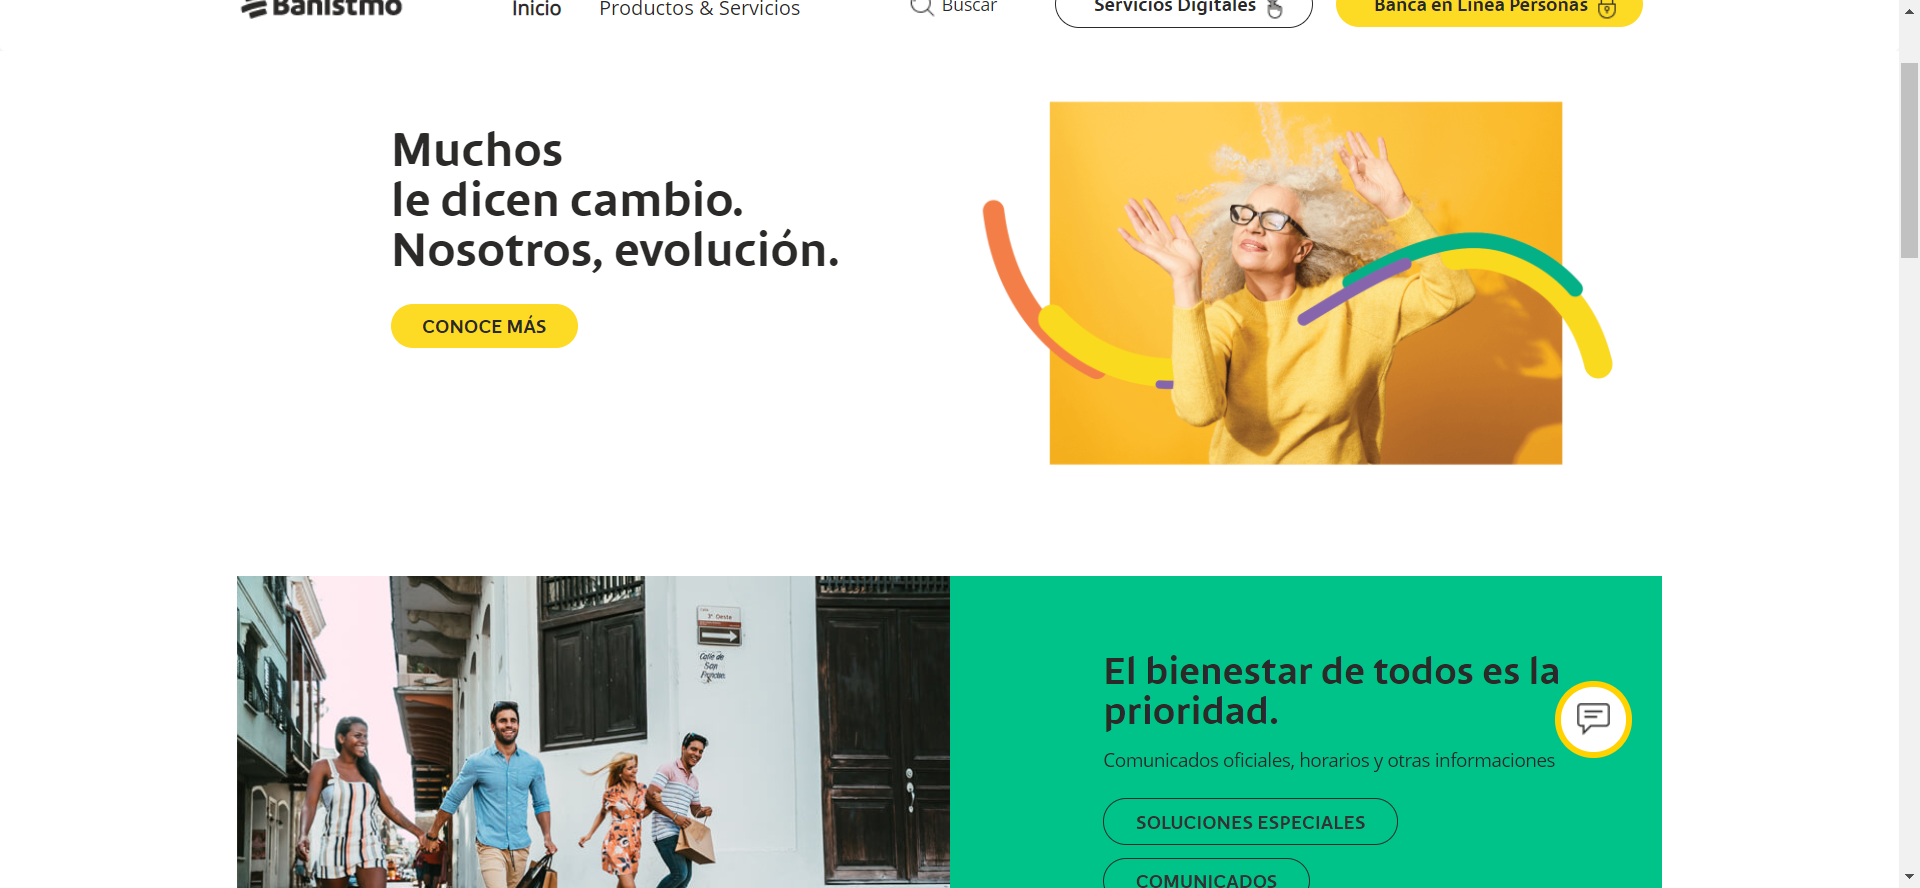 Banistmo
Inicio
Productos & Servicios
Buscar
Servicios Digitales
Banca en Línea Personas
Muchos
le dicen cambio.
Nosotros, evolución.
CONOCE MÁS
3ª Oeste
Calle de
San
El bienestar de todos es la
prioridad.
Comunicados oficiales, horarios y otras informaciones
SOLUCIONES ESPECIALES
COMUNICADOS